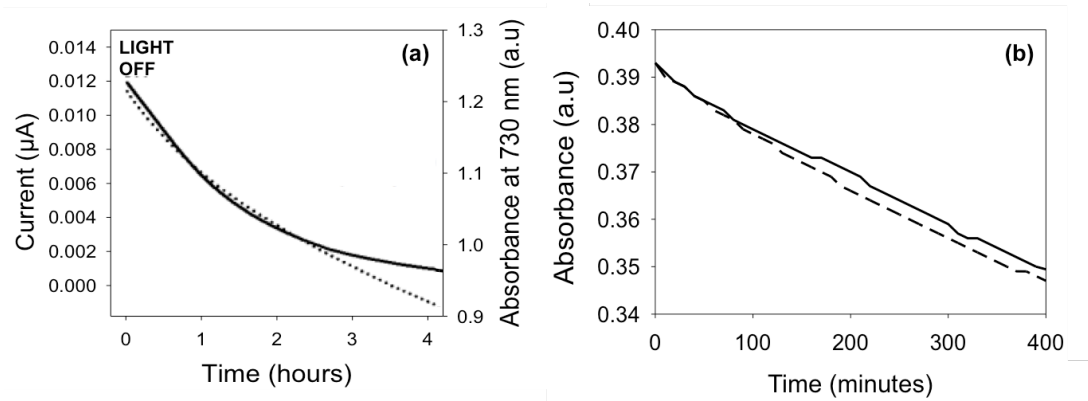 LIGHT
OFF
(a)
Current (µA)
0.014
0.012
0.010
0.008
0.006
0.004
0.002
0.000
0 1 2 3 4
Time (hours)
1.3
1.2
1.1
1.0
0.9
Absorbance at 730 nm (a.u)
(b)
Absorbance (a.u)
0.40
0.39
0.38
0.37
0.36
0.35
0.34
0 100 200 300 400
Time (minutes)